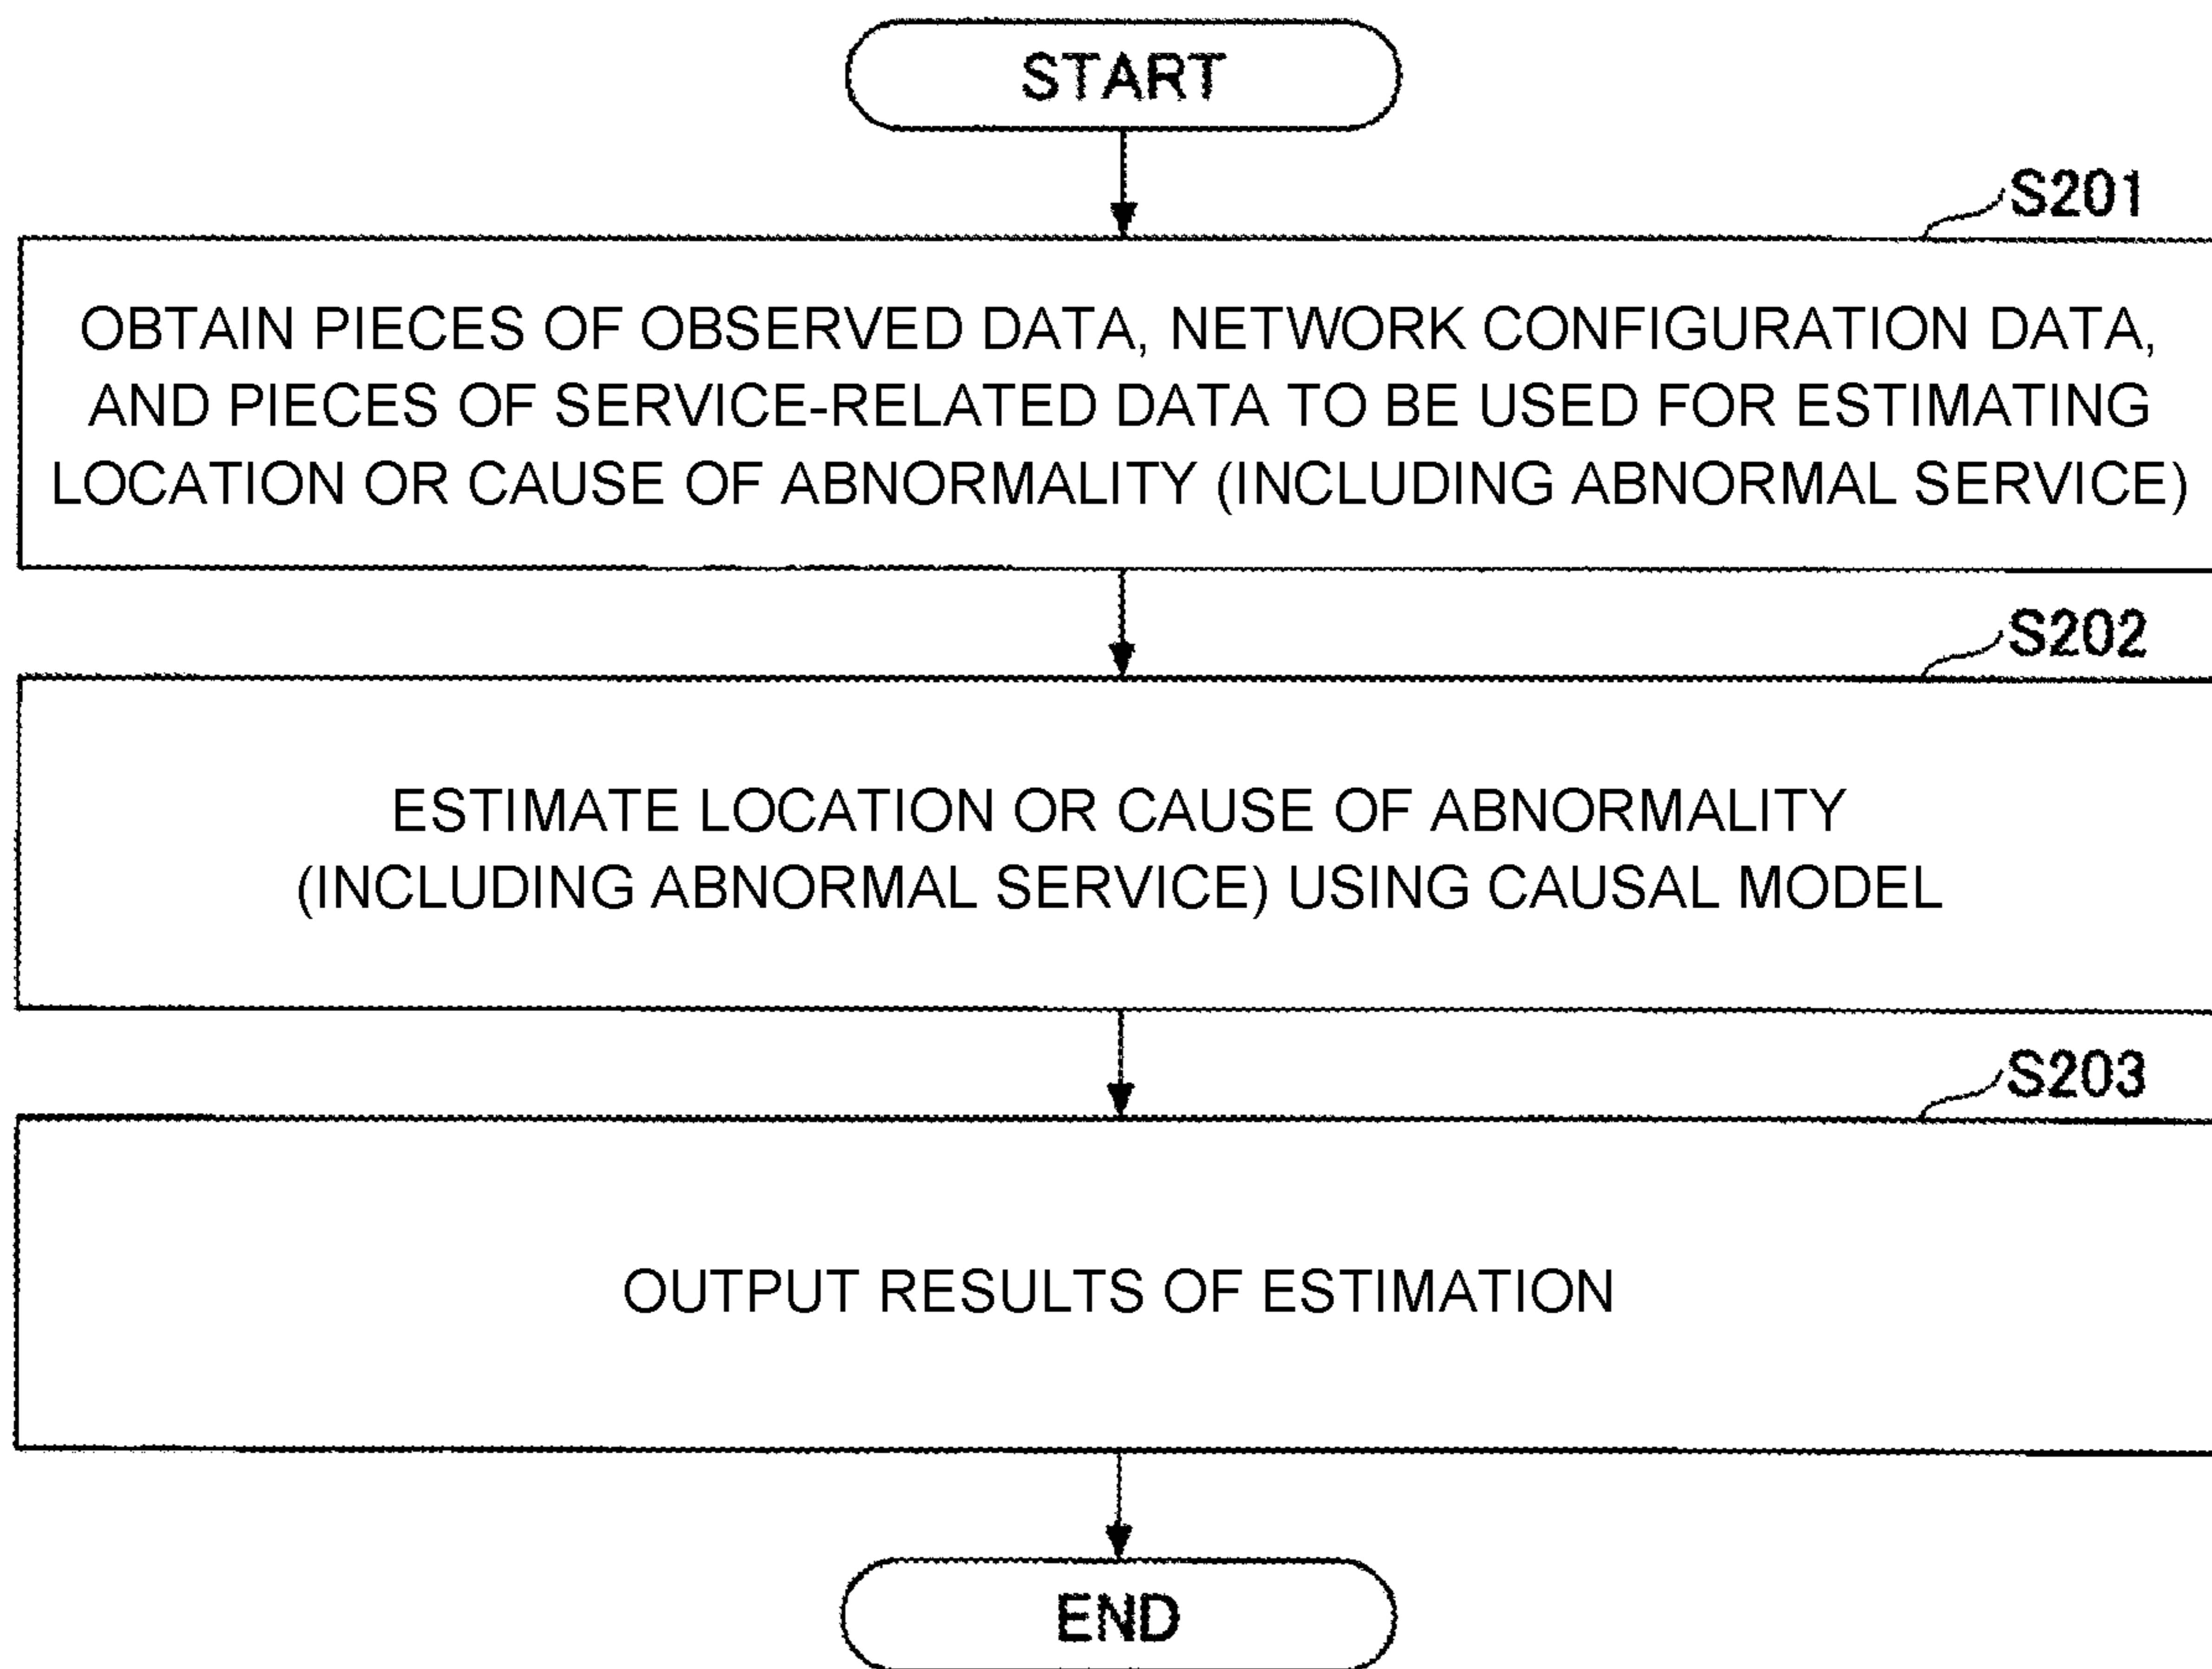 START
S201
OBTAIN PIECES OF OBSERVED DATA, NETWORK CONFIGURATION DATA,
AND PIECES OF SERVICE-RELATED DATA TO BE USED FOR ESTIMATING
LOCATION OR CAUSE OF ABNORMALITY (INCLUDING ABNORMAL SERVICE)
S202
ESTIMATE LOCATION OR CAUSE OF ABNORMALITY
(INCLUDING ABNORMAL SERVICE) USING CAUSAL MODEL
S203
OUTPUT RESULTS OF ESTIMATION
END